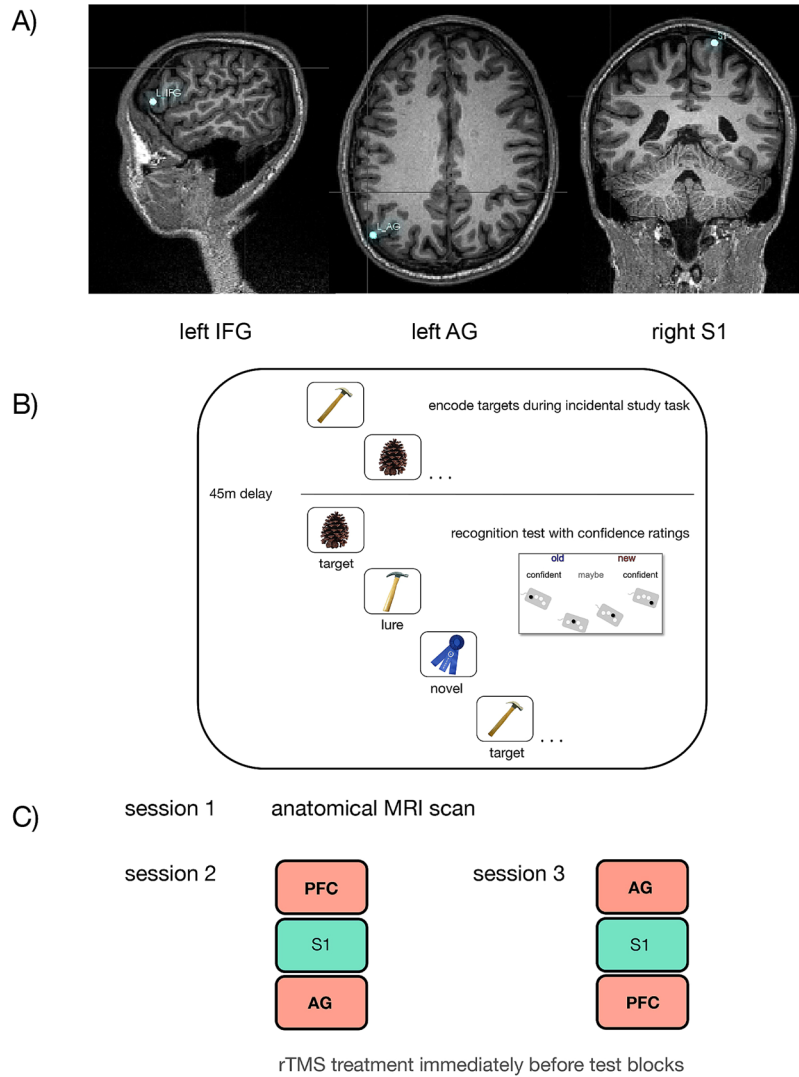 A)
L_IFG
L_AG
S1
left IFG
left AG
right S1
B)
encode targets during incidental study task
. . .
45m delay
recognition test with confidence ratings
target
old
new
confident
maybe
confident
lure
novel
target
. . .
C)
session 1
anatomical MRI scan
session 2
session 3
PFC
AG
S1
S1
AG
PFC
rTMS treatment immediately before test blocks